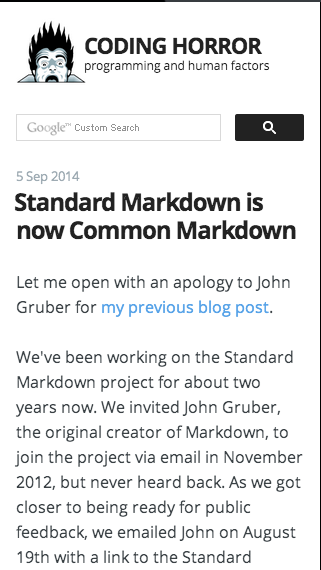 CODING HORROR
programming and human factors
Google™ Custom Search
5 Sep 2014
Standard Markdown is
now Common Markdown
Let me open with an apology to John
Gruber for my previous blog post.
We've been working on the Standard
Markdown project for about two
years now. We invited John Gruber,
the original creator of Markdown, to
join the project via email in November
2012, but never heard back. As we got
closer to being ready for public
feedback, we emailed John on August
19th with a link to the Standard